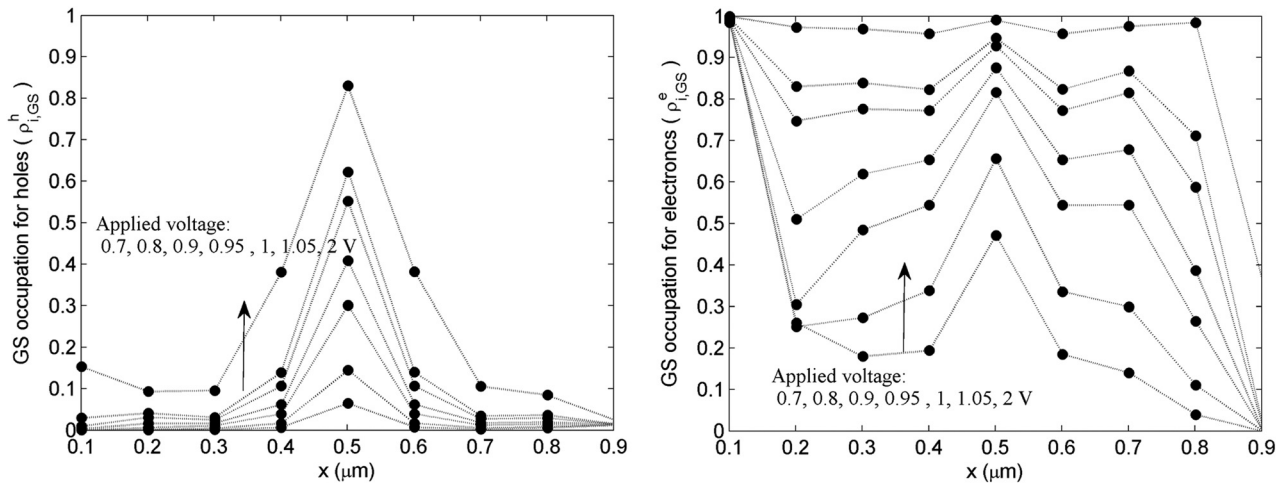 GS occupation for holes ( ρ^h_i,GS )
1
0.9
0.8
0.7
0.6
0.5
0.4
0.3
0.2
0.1
0
Applied voltage:
0.7, 0.8, 0.9, 0.95 , 1, 1.05, 2 V
0.1 0.2 0.3 0.4 0.5 0.6 0.7 0.8 0.9
x (μm)
GS occupation for electroncs ( ρ^e_i,GS )
1
0.9
0.8
0.7
0.6
0.5
0.4
0.3
0.2
0.1
0
Applied voltage:
0.7, 0.8, 0.9, 0.95 , 1, 1.05, 2 V
0.1 0.2 0.3 0.4 0.5 0.6 0.7 0.8 0.9
x (μm)